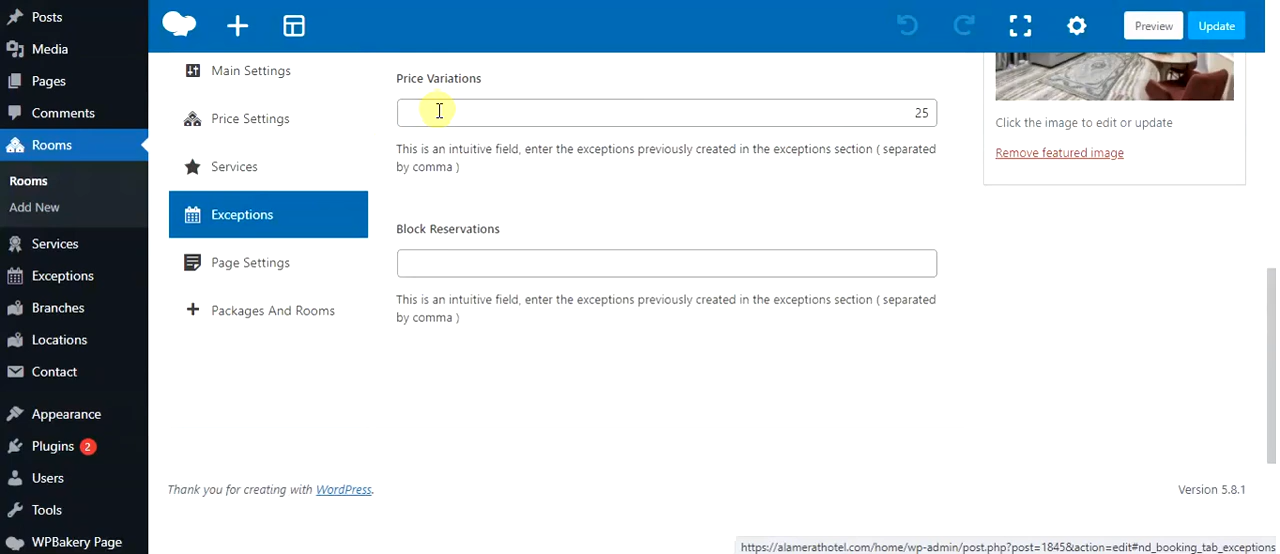 Posts
Media
Pages
Comments
Rooms
Rooms
Add New
Services
Exceptions
Branches
Locations
Contact
Appearance
Plugins 2
Users
Tools
WPBakery Page
Preview
Update
Main Settings
Price Settings
Services
Exceptions
Page Settings
Packages And Rooms
Price Variations
25
This is an intuitive field, enter the exceptions previously created in the exceptions section ( separated
by comma )
Block Reservations
This is an intuitive field, enter the exceptions previously created in the exceptions section ( separated
by comma )
Click the image to edit or update
Remove featured image
Thank you for creating with WordPress.
Version 5.8.1
https://alamerathotel.com/home/wp-admin/post.php?post=1845&action=edit#nd_booking_tab_exceptions